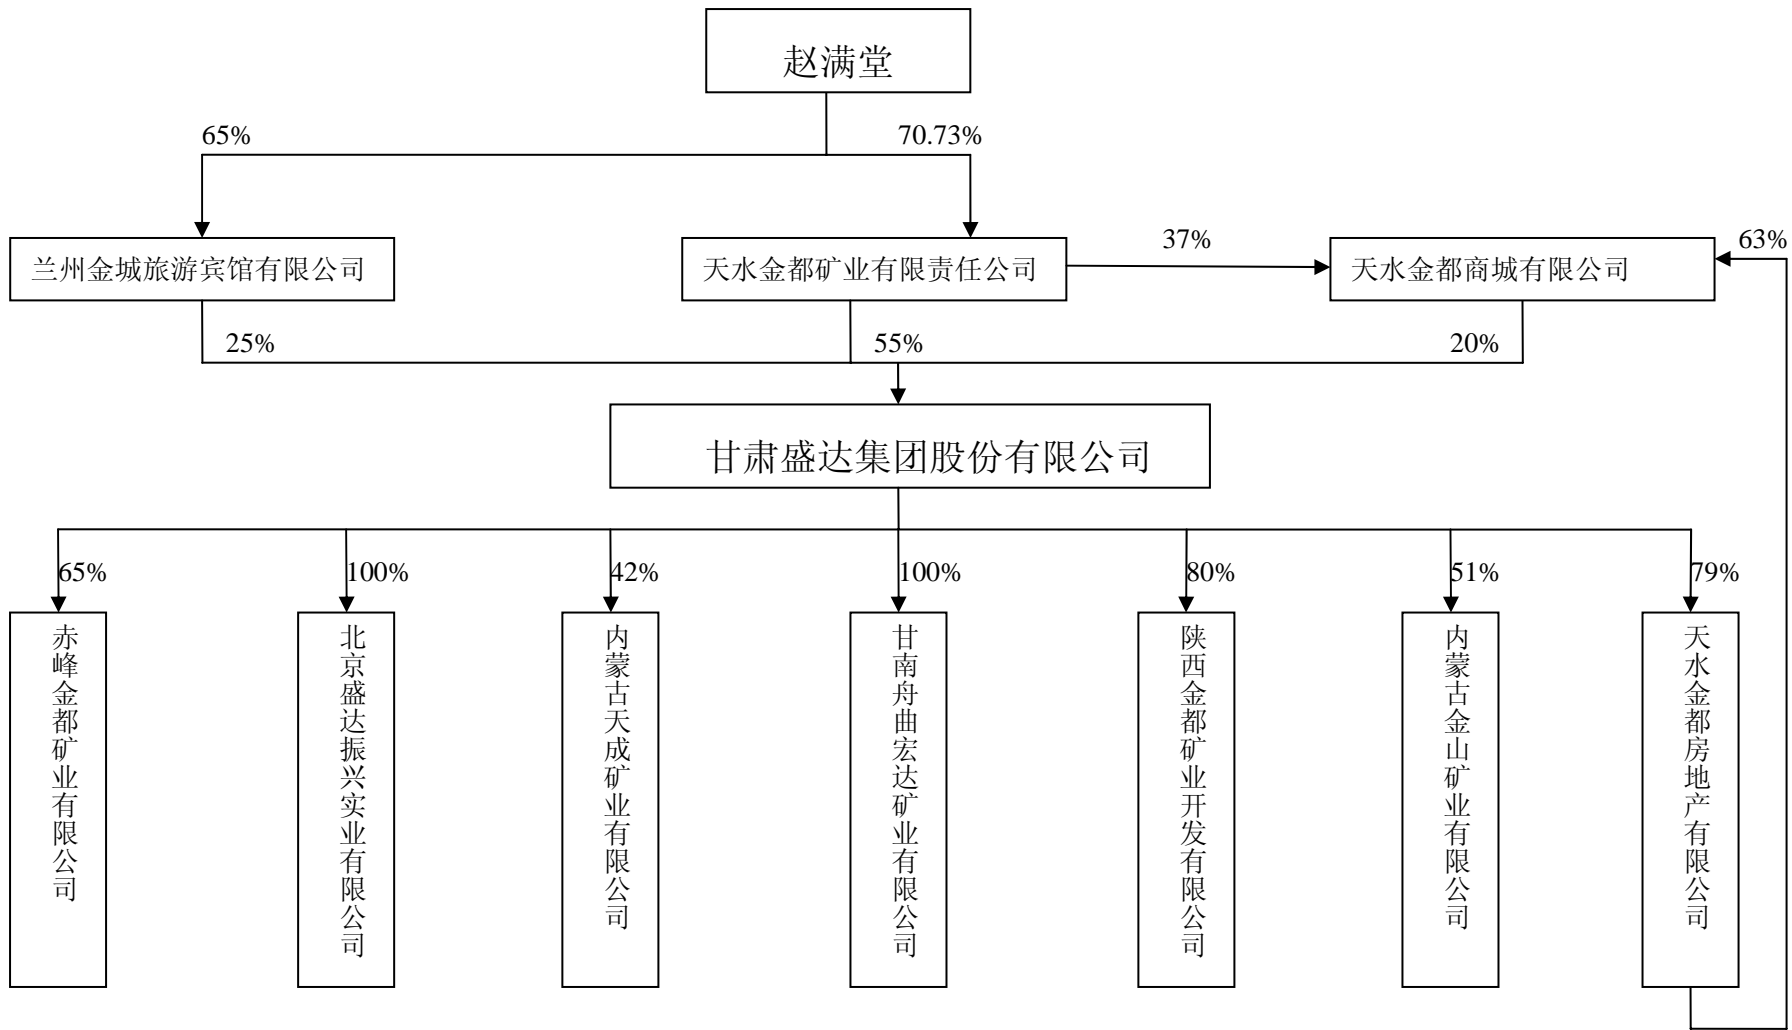 赵满堂
65%
70.73%
兰州金城旅游宾馆有限公司
天水金都矿业有限责任公司
37%
天水金都商城有限公司
63%
25%
55%
20%
甘肃盛达集团股份有限公司
65%
100%
42%
100%
80%
51%
79%
赤峰金都矿业有限公司
北京盛达振兴实业有限公司
内蒙古天成矿业有限公司
甘南舟曲宏达矿业有限公司
陕西金都矿业开发有限公司
内蒙古金山矿业有限公司
天水金都房地产有限公司